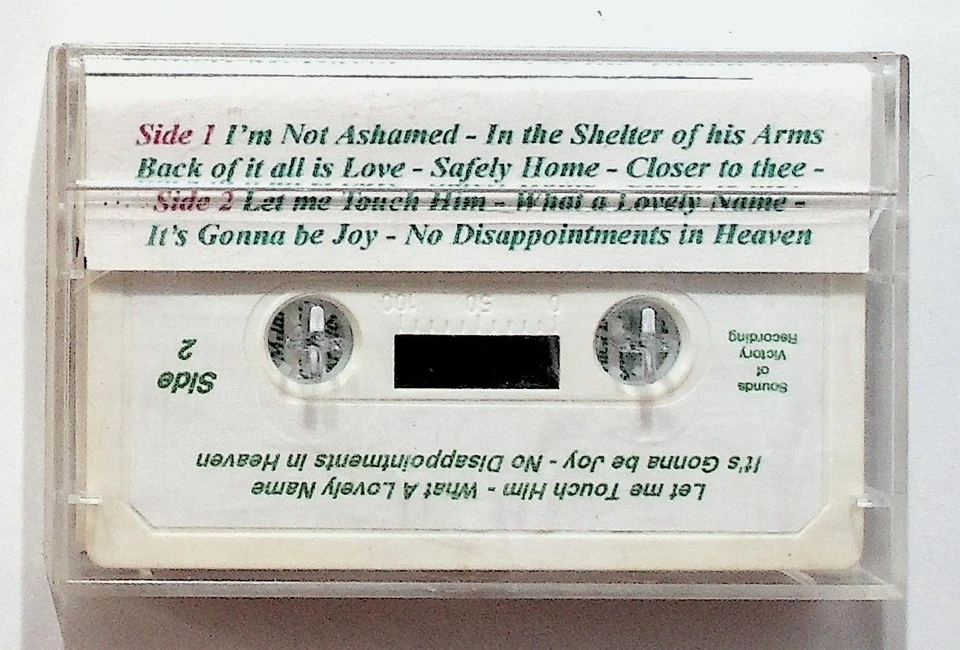 Side 1 I'm Not Ashamed - In the Shelter of his Arms
Back of it all is Love - Safely Home - Closer to thee -
Side 2 Let me Touch Him - What a Lovely Name -
It's Gonna be Joy - No Disappointments in Heaven
0 50 100
Side
2
Sounds
of
Victory
Recording
Let me Touch Him - What A Lovely Name
It's Gonna be Joy - No Disappointments in Heaven